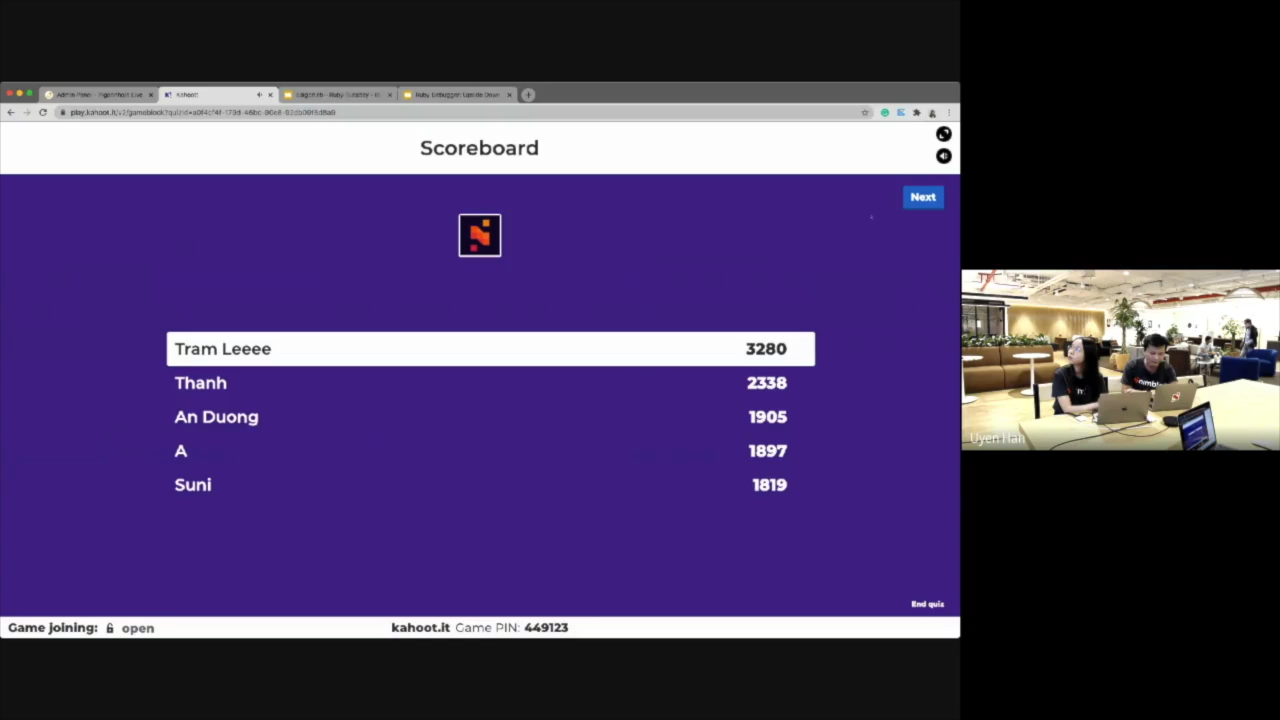 Kahoot!
Scoreboard
Next
Tram Leeee 3280
Thanh 2338
An Duong 1905
A 1897
Suni 1819
End quiz
Game joining: open
kahoot.it Game PIN: 449123
Uyen Han